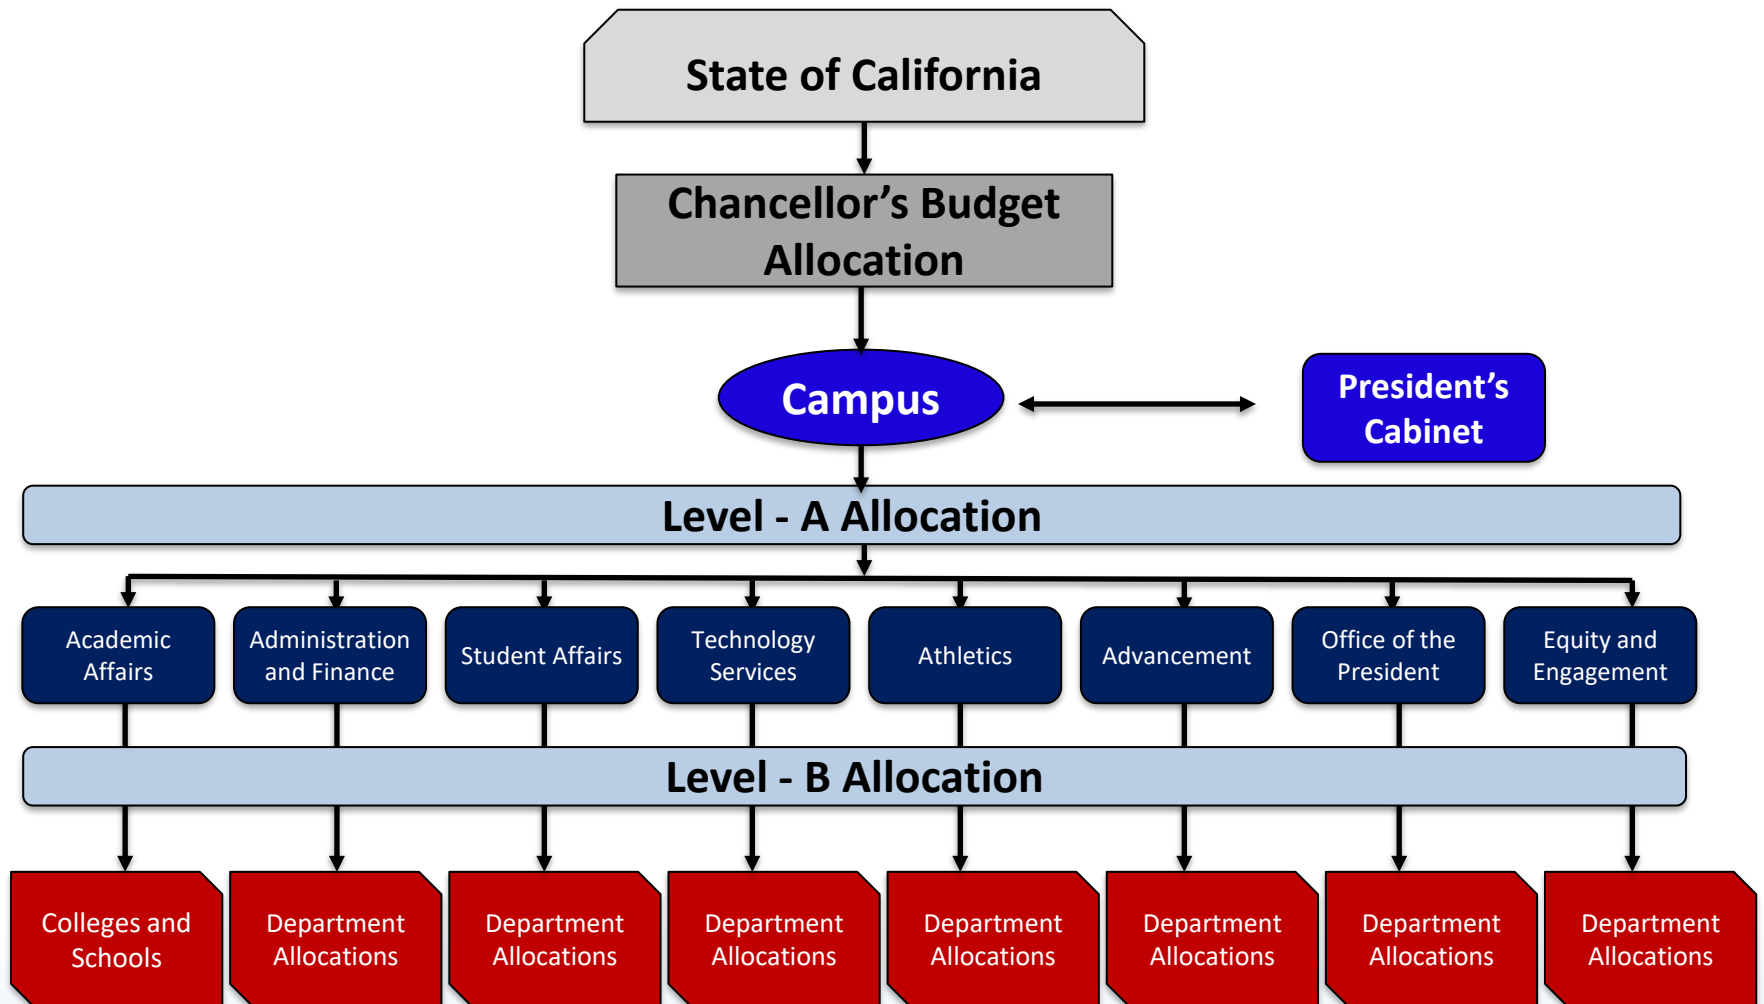 State of California
Chancellor’s Budget
Allocation
Campus
President’s
Cabinet
Level - A Allocation
Academic
Affairs
Administration
and Finance
Student Affairs
Technology
Services
Athletics
Advancement
Office of the
President
Equity and
Engagement
Level - B Allocation
Colleges and
Schools
Department
Allocations
Department
Allocations
Department
Allocations
Department
Allocations
Department
Allocations
Department
Allocations
Department
Allocations